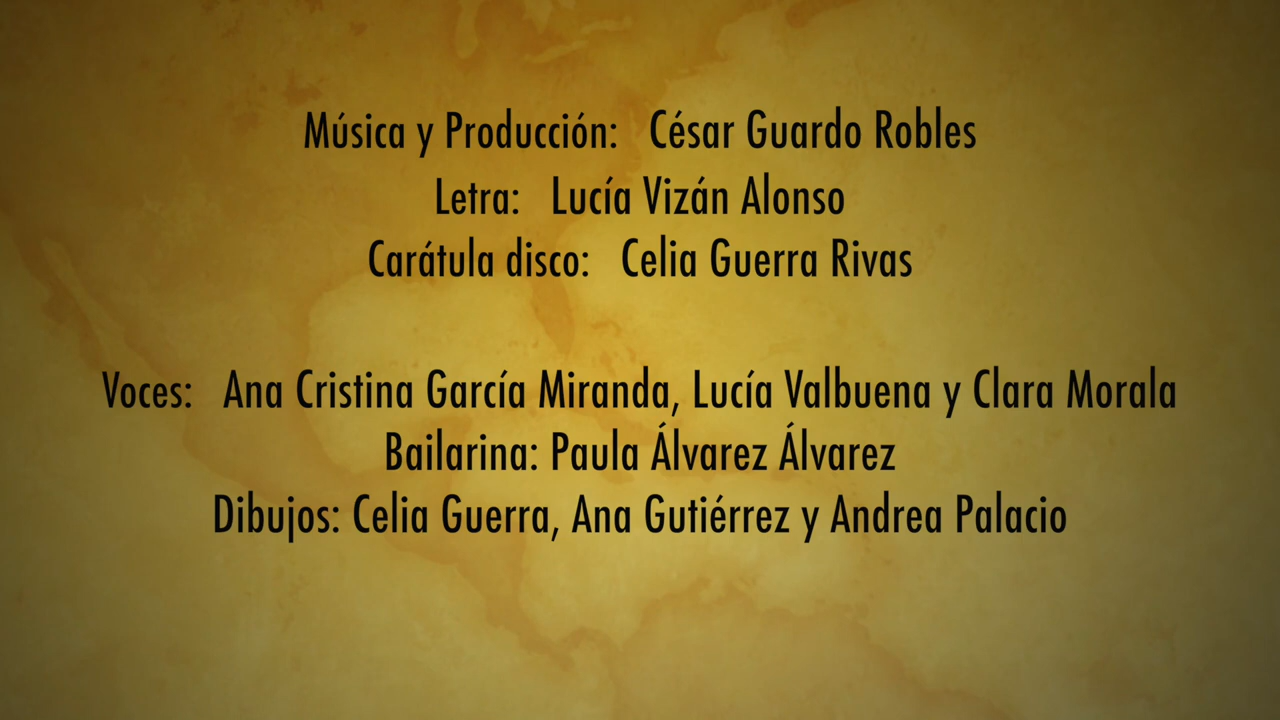 Música y Producción: César Guardo Robles
Letra: Lucía Vizán Alonso
Carátula disco: Celia Guerra Rivas
Voces: Ana Cristina García Miranda, Lucía Valbuena y Clara Morala
Bailarina: Paula Álvarez Álvarez
Dibujos: Celia Guerra, Ana Gutiérrez y Andrea Palacio